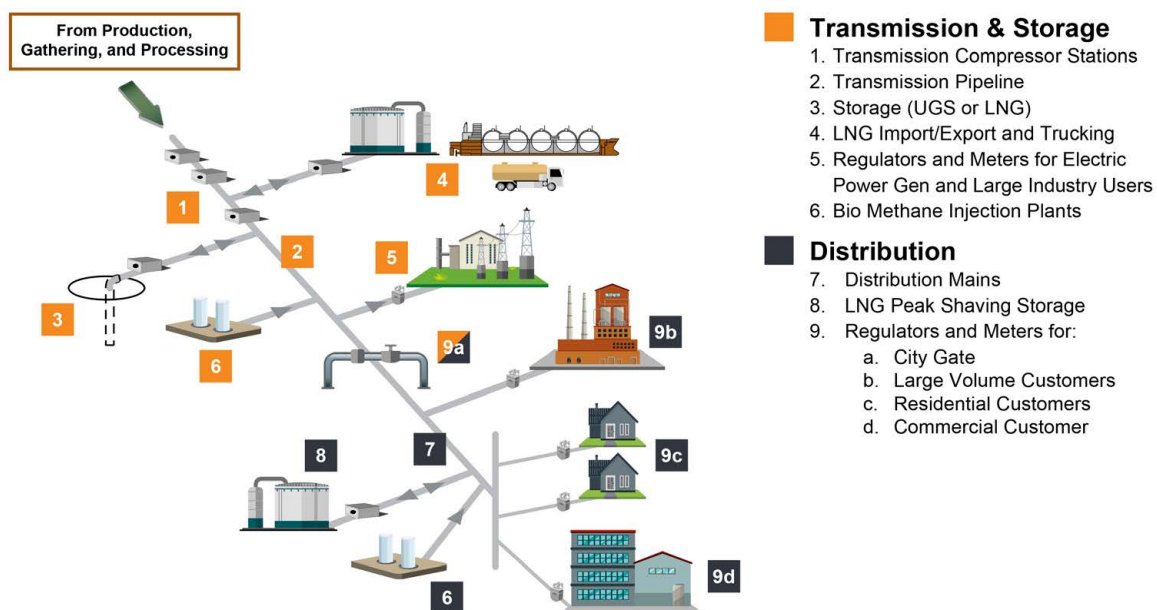 From Production,
Gathering, and Processing
1
2
3
4
5
6
9a
9b
7
8
9c
6
9d
Transmission & Storage
1. Transmission Compressor Stations
2. Transmission Pipeline
3. Storage (UGS or LNG)
4. LNG Import/Export and Trucking
5. Regulators and Meters for Electric
Power Gen and Large Industry Users
6. Bio Methane Injection Plants
Distribution
7. Distribution Mains
8. LNG Peak Shaving Storage
9. Regulators and Meters for:
a. City Gate
b. Large Volume Customers
c. Residential Customers
d. Commercial Customer